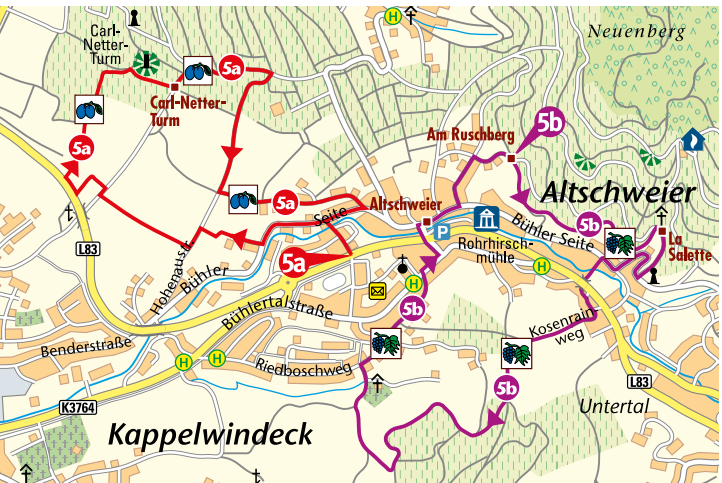 Carl-
Netter-
Turm
H
Neuenberg
5a
Carl-Netter-
Turm
5a
5b
Am Ruschberg
5a
5a
Altschweier
Altschweier
5b
Seite
P
Rohrhirsch-
mühle
Bühler Seite
La
Salette
L83
Hohenaustr.
Bühler
5a
H
H
Bühlertalstraße
5b
Kosenrain-
weg
Benderstraße
H
H
Riedboschweg
5b
L83
K3764
Untertal
Kappelwindeck